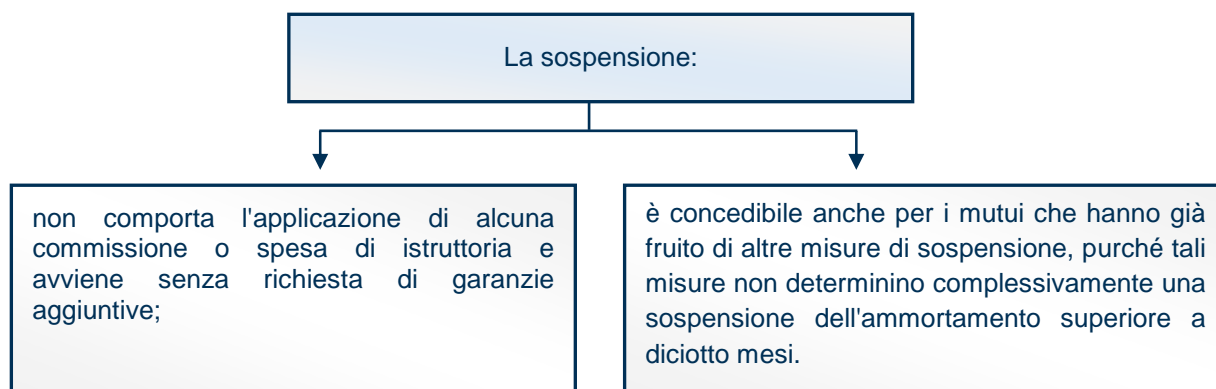 La sospensione:
non comporta l'applicazione di alcuna
commissione o spesa di istruttoria e
avviene senza richiesta di garanzie
aggiuntive;
è concedibile anche per i mutui che hanno già
fruito di altre misure di sospensione, purché tali
misure non determinino complessivamente una
sospensione dell'ammortamento superiore a
diciotto mesi.